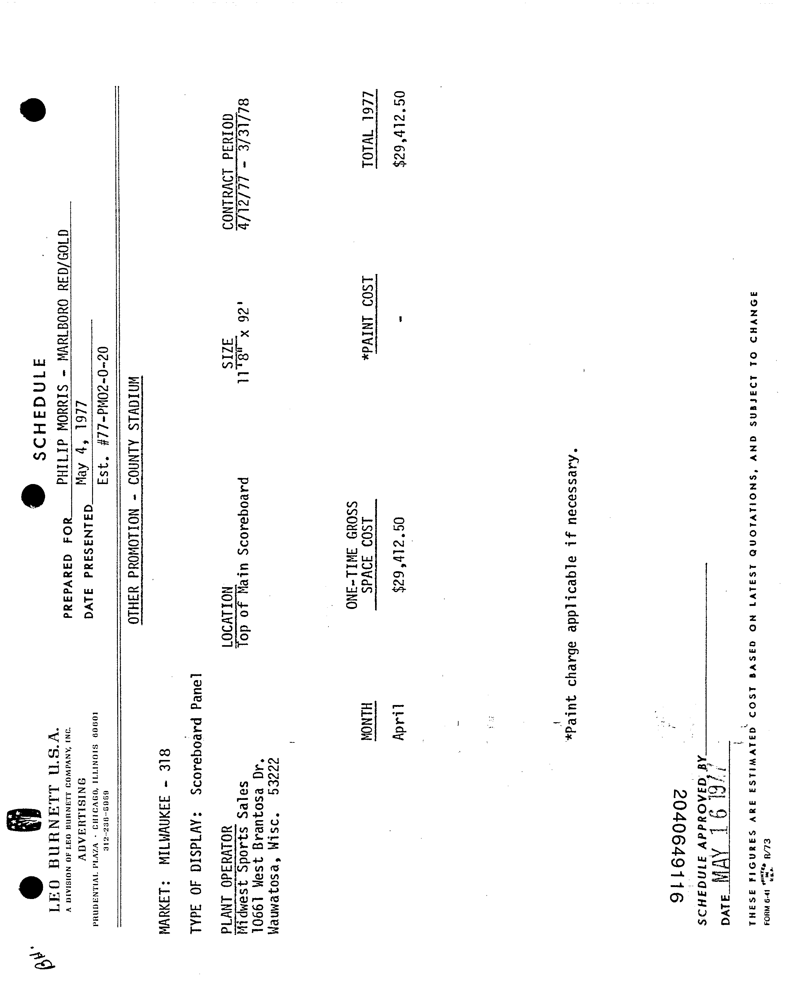 BH.
LEO BURNETT U.S.A.
A DIVISION OF LEO BURNETT COMPANY, INC.
ADVERTISING
PRUDENTIAL PLAZA · CHICAGO, ILLINOIS 60601
312-236-5959
SCHEDULE
PREPARED FOR PHILIP MORRIS - MARLBORO RED/GOLD
DATE PRESENTED May 4, 1977
Est. #77-PM02-0-20
OTHER PROMOTION - COUNTY STADIUM
MARKET: MILWAUKEE - 318
TYPE OF DISPLAY: Scoreboard Panel
PLANT OPERATOR LOCATION SIZE CONTRACT PERIOD
Midwest Sports Sales Top of Main Scoreboard 11'8" x 92' 4/12/77 - 3/31/78
10661 West Brantosa Dr.
Wauwatosa, Wisc. 53222
ONE-TIME GROSS
MONTH SPACE COST *PAINT COST TOTAL 1977
April $29,412.50 - $29,412.50
*Paint charge applicable if necessary.
2040649116
SCHEDULE APPROVED BY
DATE MAY 16 1977
THESE FIGURES ARE ESTIMATED COST BASED ON LATEST QUOTATIONS, AND SUBJECT TO CHANGE
FORM 6-41 PRINTED IN U.S.A. R/73